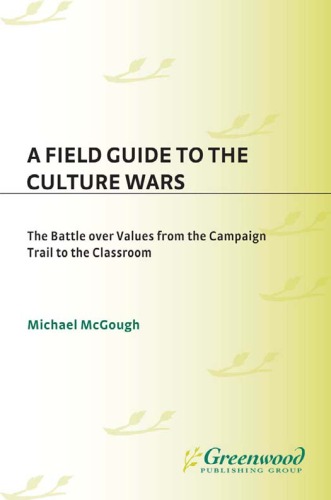 A FIELD GUIDE TO THE
CULTURE WARS
The Battle over Values from the Campaign
Trail to the Classroom
Michael McGough
Greenwood
PUBLISHING GROUP